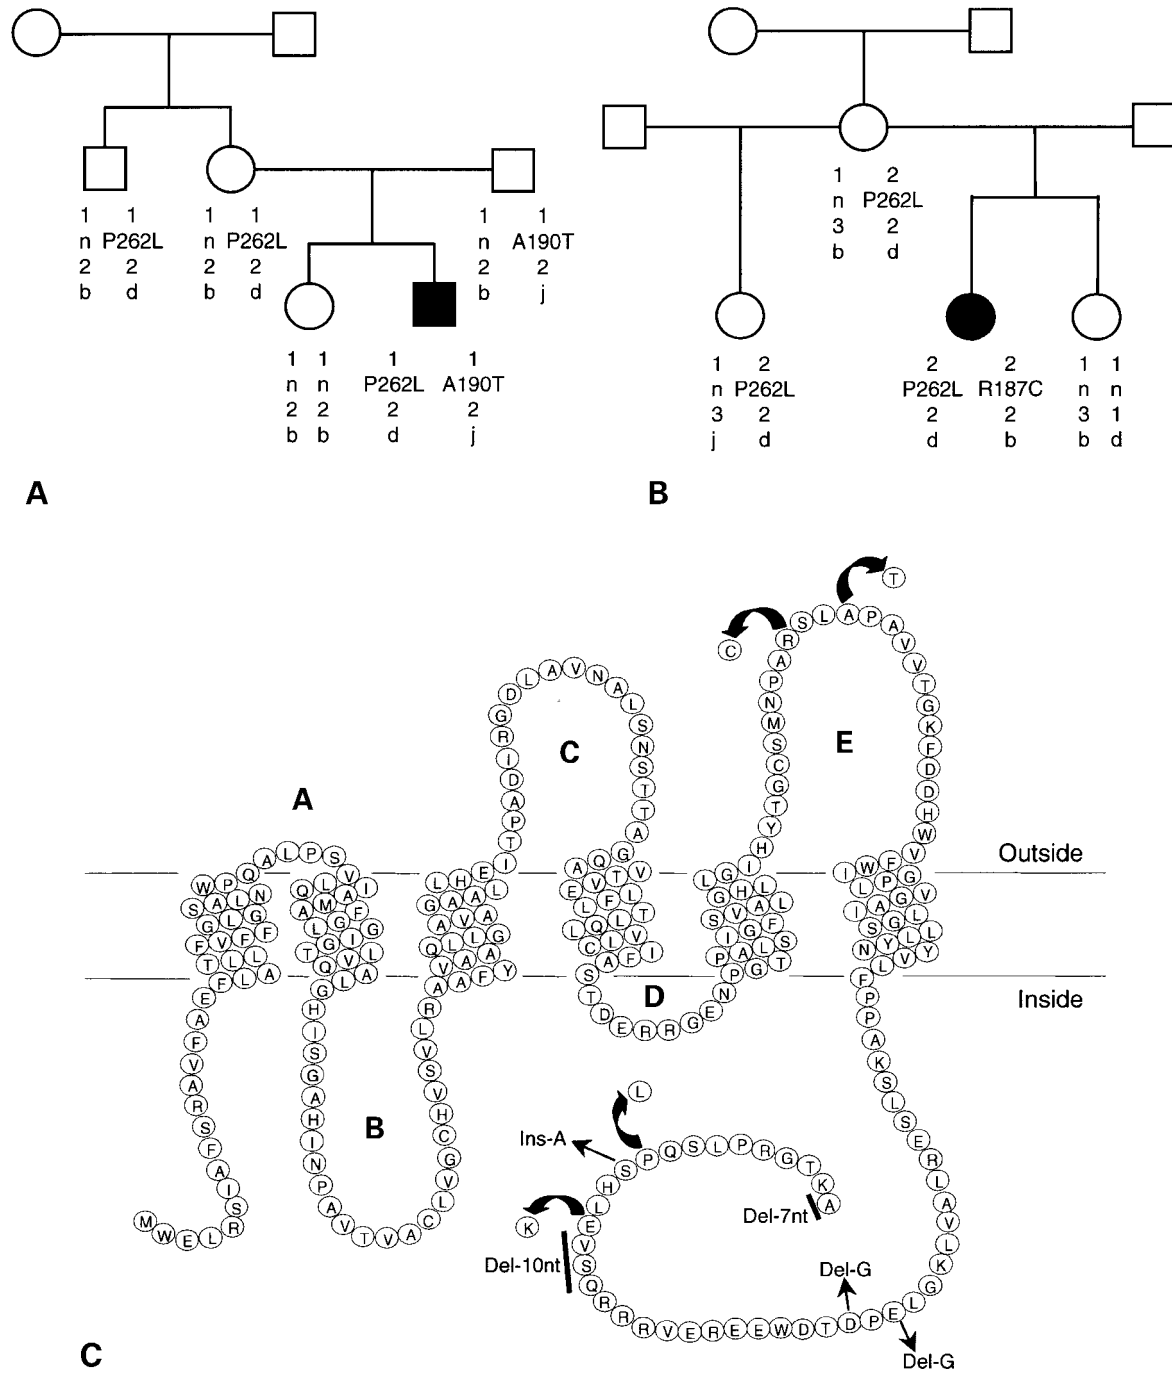 1 1
n P262L
2 2
b d
1 1
n P262L
2 2
b d
1 1
n A190T
2 2
b j
1 1
n n
2 2
b b
1 1
P262L A190T
2 2
d j
A
1 2
n P262L
3 2
b d
1 2
n P262L
3 2
j d
2 2
P262L R187C
2 2
d b
1 1
n n
3 1
b d
B
T
C
A
C
E
Outside
Inside
D
B
M W E L R S I A F S R A V F A E
F L A
T L L
F V F F
G L G
S A L N
W P Q A L P S V
Q L I
A M A
L G F
T G I G
Q V L
G L A
H I S G A H I N P A V T V A C L V G C H V S V L R A
A F Y
V A A
Q L L G
A V A
G A A L
L H E I
T P A D I R G D L A V N A L S N S T T A G
A Q
E V T V
L F L
L Q L T
C L V
S A F I
T D E R R G E N P
G T
P A L S
I G F
S V A L
G H L
L G I
H Y T G C S M N P A R S L A P A V V T G K F D D H W V
I W F
L P G
I A G V
S G L
N Y L L
F L V Y
P P A K S L S E R L A V L K G L E P D T D W E E R E V R R R Q S V E L H S P Q S L P R G T K A
L
Ins-A
K
Del-10nt
Del-7nt
Del-G
Del-G
C